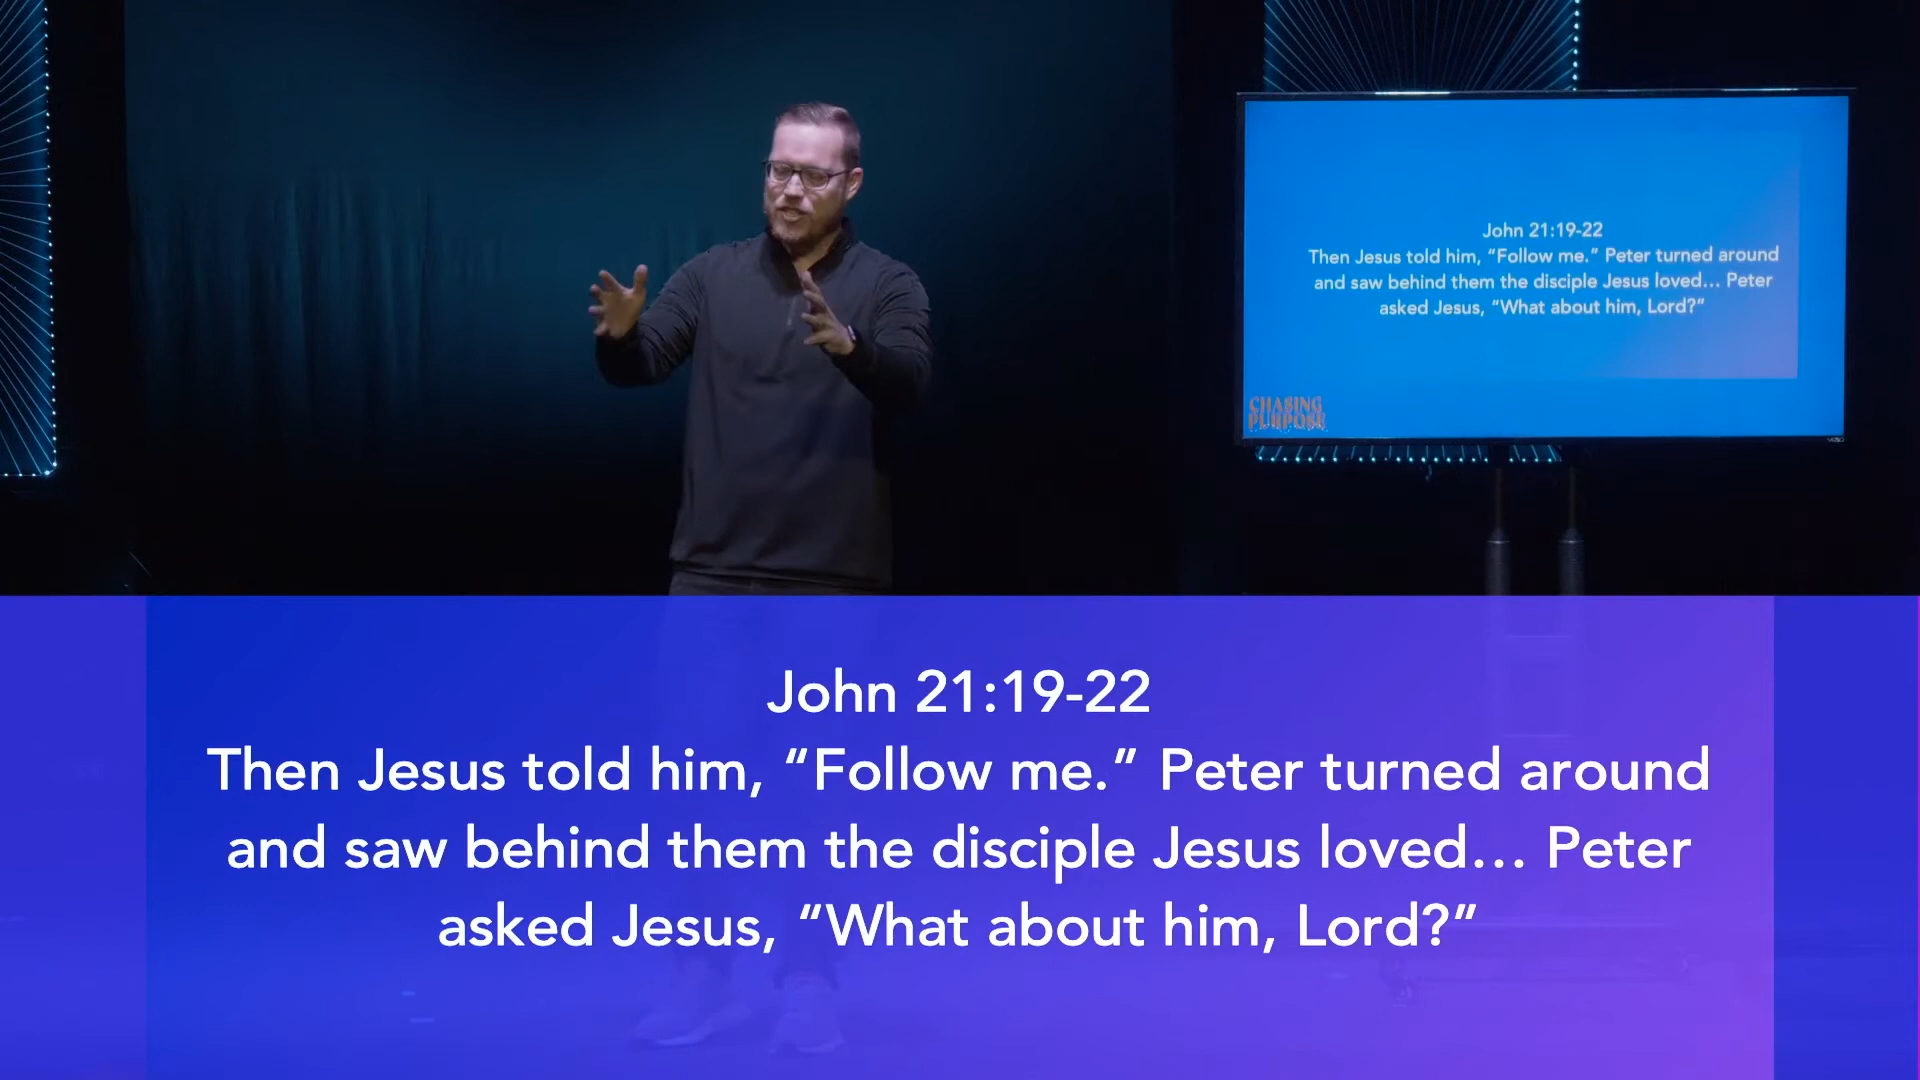 John 21:19-22
Then Jesus told him, “Follow me.” Peter turned around
and saw behind them the disciple Jesus loved... Peter
asked Jesus, “What about him, Lord?”
CHASING
PURPOSE
VIZIO
John 21:19-22
Then Jesus told him, “Follow me.” Peter turned around
and saw behind them the disciple Jesus loved... Peter
asked Jesus, “What about him, Lord?”